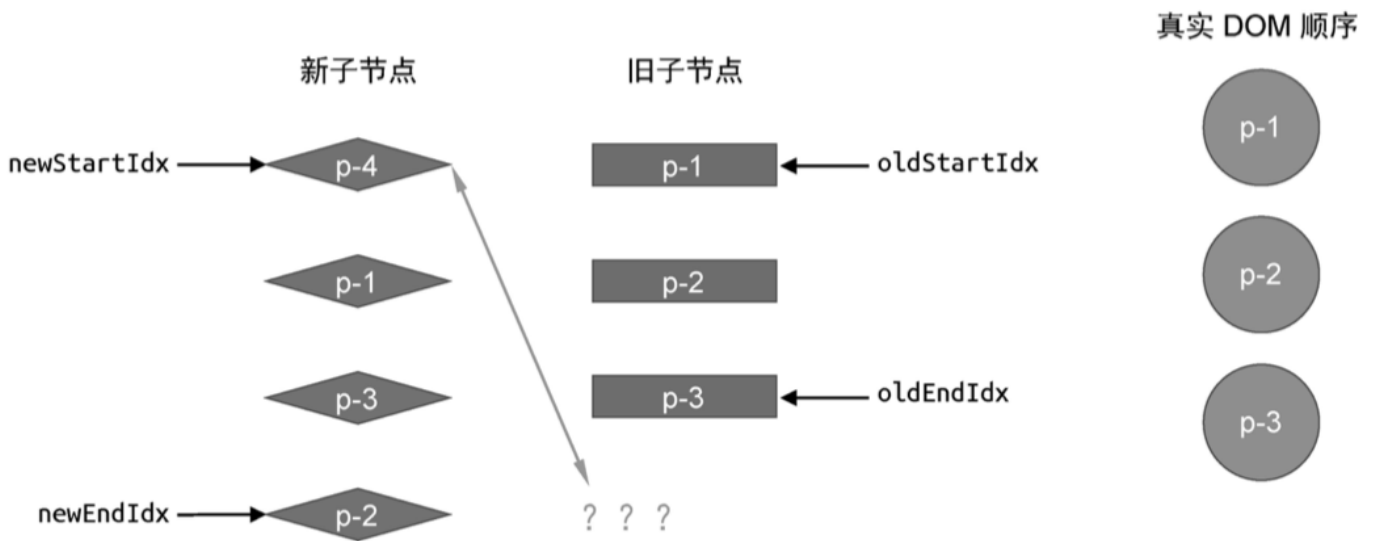 真实 DOM 顺序
新子节点
旧子节点
p-1
newStartIdx
p-4
p-1
oldStartIdx
p-1
p-2
p-2
p-3
p-3
oldEndIdx
p-3
newEndIdx
p-2
? ? ?